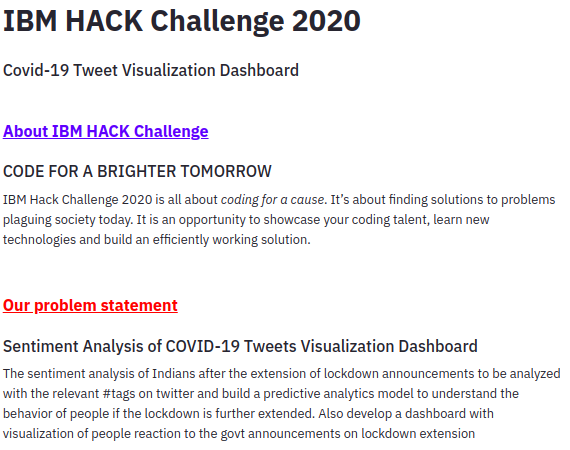 IBM HACK Challenge 2020
Covid-19 Tweet Visualization Dashboard
About IBM HACK Challenge
CODE FOR A BRIGHTER TOMORROW
IBM Hack Challenge 2020 is all about coding for a cause. It’s about finding solutions to problems
plaguing society today. It is an opportunity to showcase your coding talent, learn new
technologies and build an efficiently working solution.
Our problem statement
Sentiment Analysis of COVID-19 Tweets Visualization Dashboard
The sentiment analysis of Indians after the extension of lockdown announcements to be analyzed
with the relevant #tags on twitter and build a predictive analytics model to understand the
behavior of people if the lockdown is further extended. Also develop a dashboard with
visualization of people reaction to the govt announcements on lockdown extension